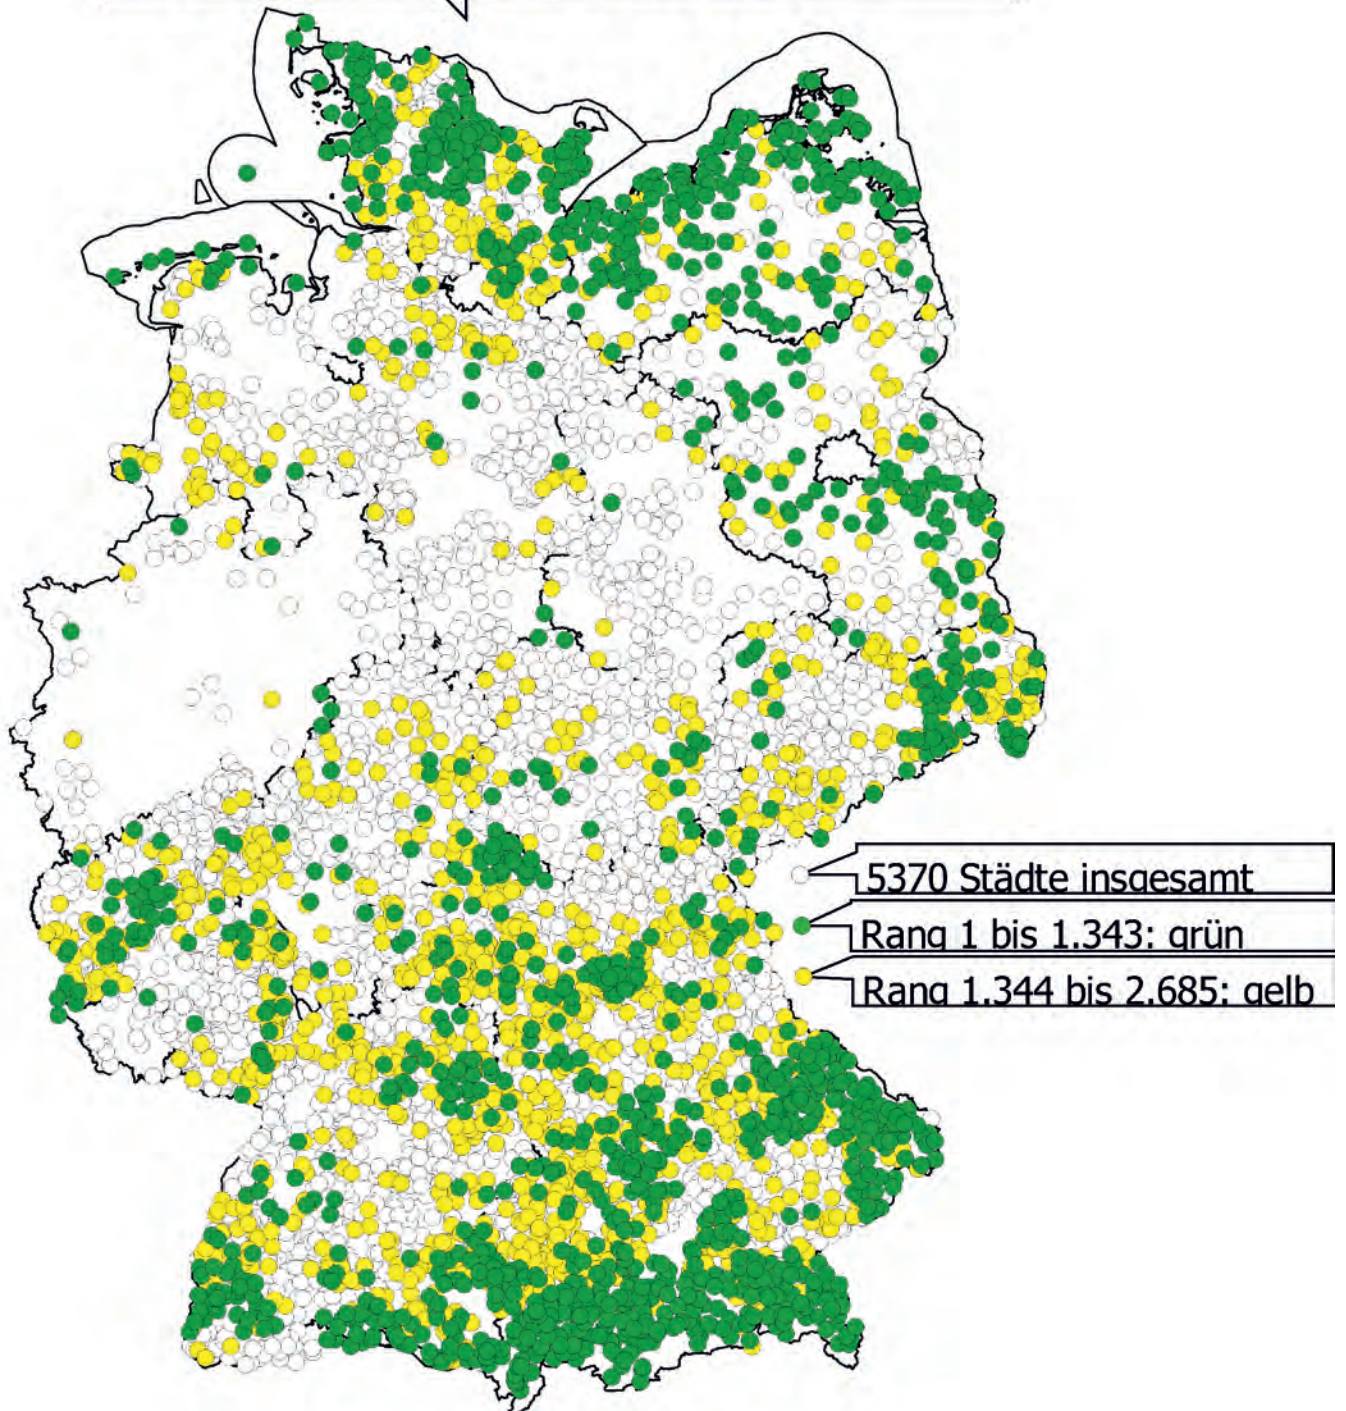 5370 Städte insgesamt
Rang 1 bis 1.343: grün
Rang 1.344 bis 2.685: gelb